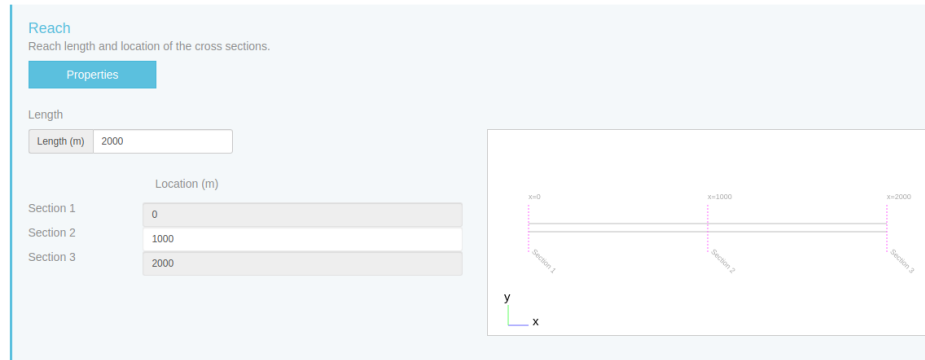 Reach
Reach length and location of the cross sections.
Properties
Length
Length (m) 2000
Location (m)
Section 1 0
Section 2 1000
Section 3 2000
x=0 x=1000 x=2000
Section 1 Section 2 Section 3
y
x